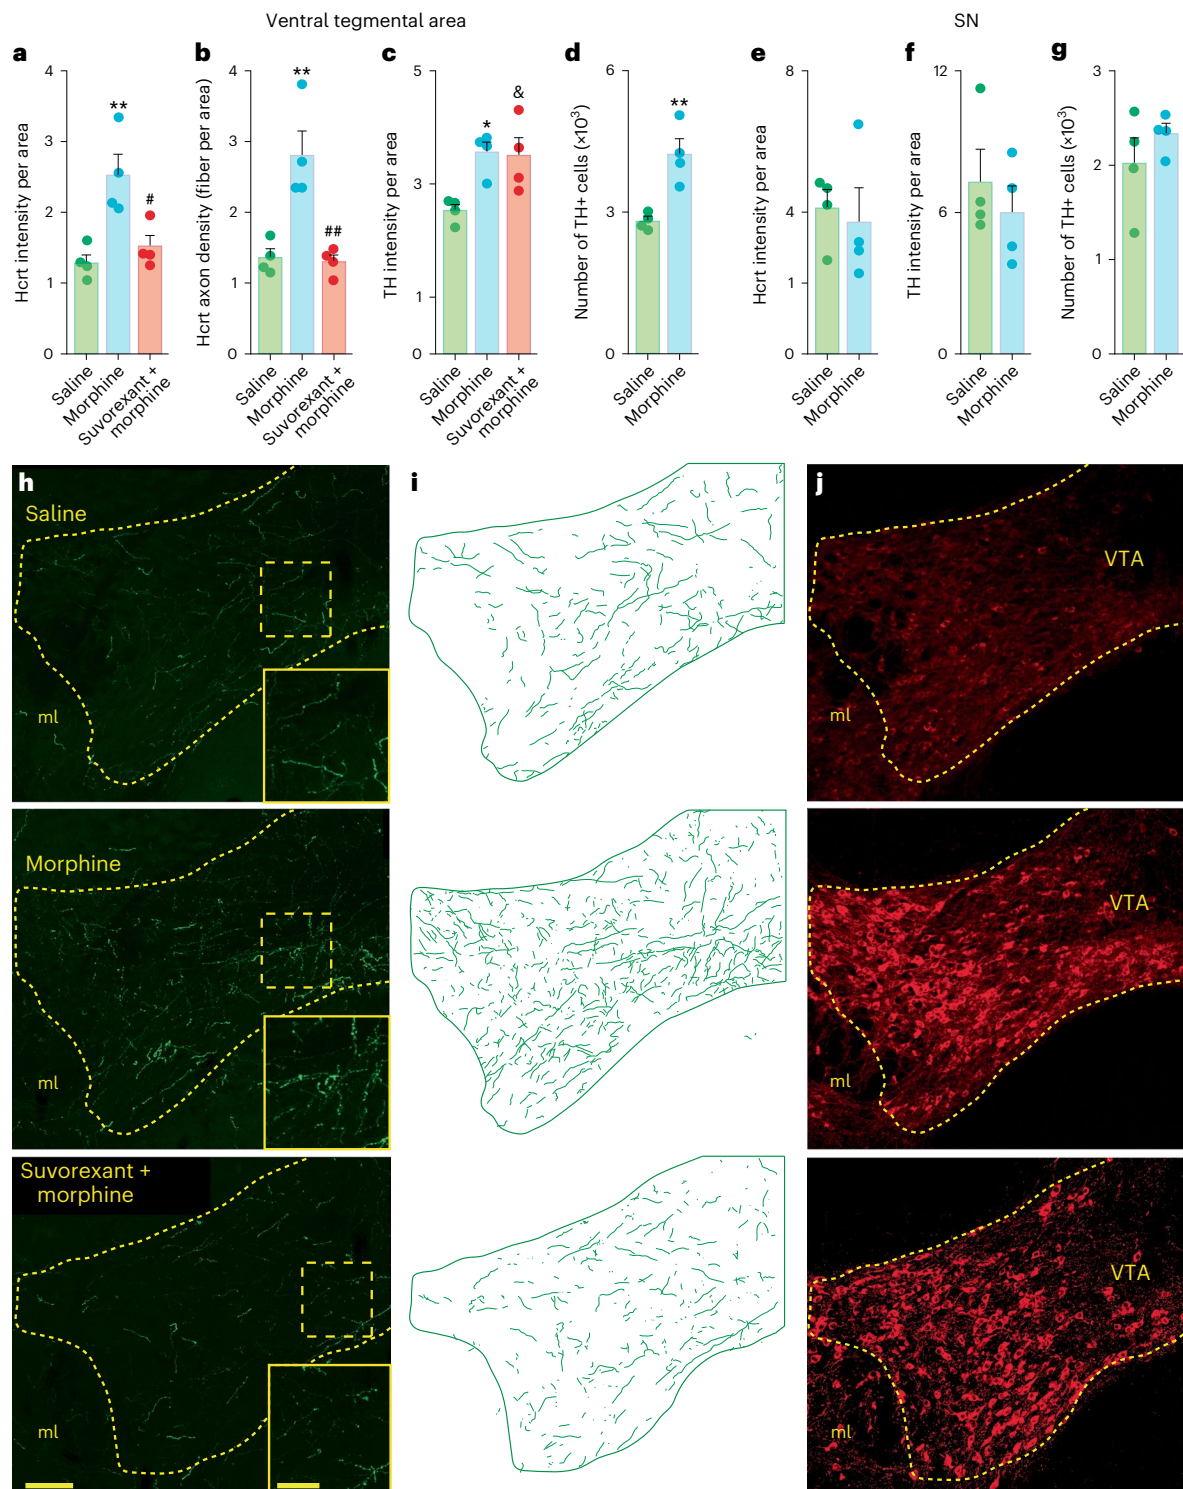 Ventral tegmental area
SN
a
b
c
d
e
f
g
Hcrt intensity per area
4
3
2
1
0
**
#
Saline
Morphine
Suvorexant +
morphine
Hcrt axon density (fiber per area)
4
3
2
1
0
**
##
Saline
Morphine
Suvorexant +
morphine
TH intensity per area
5
3
1
0
*
&
Saline
Morphine
Suvorexant +
morphine
Number of TH+ cells (×10³)
6
3
0
**
Saline
Morphine
Hcrt intensity per area
8
4
1
0
Saline
Morphine
TH intensity per area
12
6
0
Saline
Morphine
Number of TH+ cells (×10³)
3
2
1
0
Saline
Morphine
h
Saline
ml
i
j
VTA
ml
Morphine
ml
VTA
ml
Suvorexant +
morphine
ml
VTA
ml